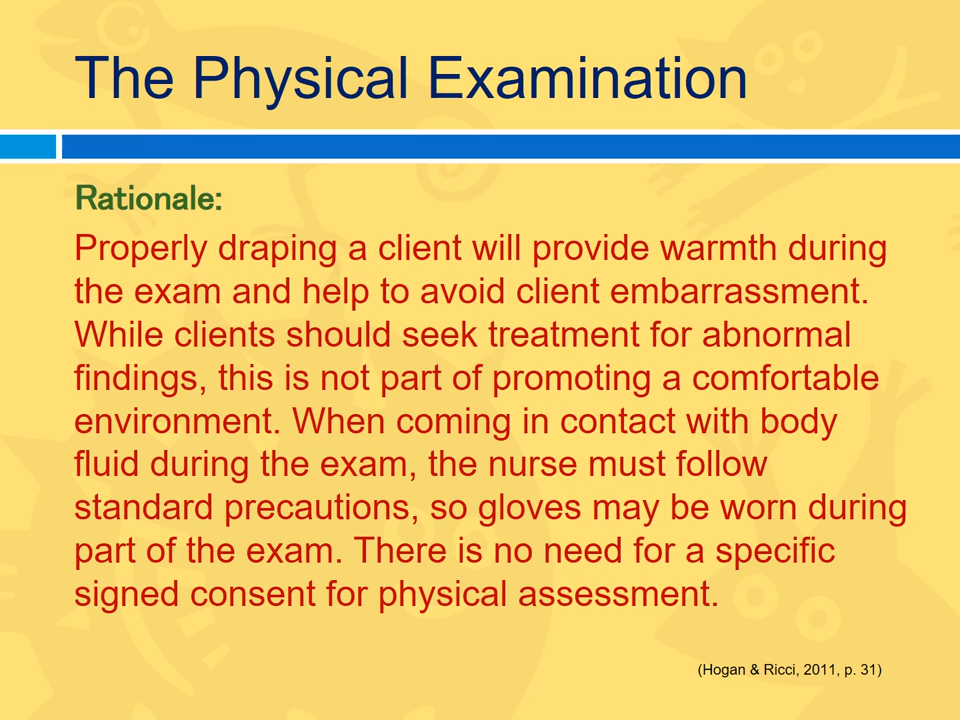 The Physical Examination
Rationale:
Properly draping a client will provide warmth during
the exam and help to avoid client embarrassment.
While clients should seek treatment for abnormal
findings, this is not part of promoting a comfortable
environment. When coming in contact with body
fluid during the exam, the nurse must follow
standard precautions, so gloves may be worn during
part of the exam. There is no need for a specific
signed consent for physical assessment.
(Hogan & Ricci, 2011, p. 31)